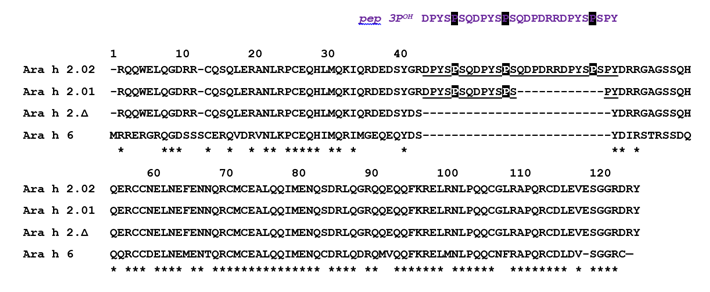 pep 3POH DPYSPSQDPYSPSQDPDRRDPYSPSPY
1 10 20 30 40
Ara h 2.02 -RQQWELQGDRR-CQSQLERANLRPCEQHLMQKIQRDEDSYGRDPYSPSQDPYSPSQDPDRRDPYSPSPYDRRGAGSSQH
Ara h 2.01 -RQQWELQGDRR-CQSQLERANLRPCEQHLMQKIQRDEDSYGRDPYSPSQDPYSPS------------PYDRRGAGSSQH
Ara h 2.Δ -RQQWELQGDRR-CQSQLERANLRPCEQHLMQKIQRDEDSYDS--------------------------YDRRGAGSSQH
Ara h 6 MRRERGRQGDSSSCERQVDRVNLKPCEQHIMQRIMGEQEQYDS--------------------------YDIRSTRSSDQ
* *** * * * ** ***** ** * * ** *
60 70 80 90 100 110 120
Ara h 2.02 QERCCNELNEFENNQRCMCEALQQIMENQSDRLQGRQQEQQFKRELRNLPQQCGLRAPQRCDLEVESGGRDRY
Ara h 2.01 QERCCNELNEFENNQRCMCEALQQIMENQSDRLQGRQQEQQFKRELRNLPQQCGLRAPQRCDLEVESGGRDRY
Ara h 2.Δ QERCCNELNEFENNQRCMCEALQQIMENQSDRLQGRQQEQQFKRELRNLPQQCGLRAPQRCDLEVESGGRDRY
Ara h 6 QQRCCDELNEMENTQRCMCEALQQIMENQCDRLQDRQMVQQFKRELMNLPQQCNFRAPQRCDLDV-SGGRC-
* *** **** ** ************* **** ** ******* ****** ******** * ****